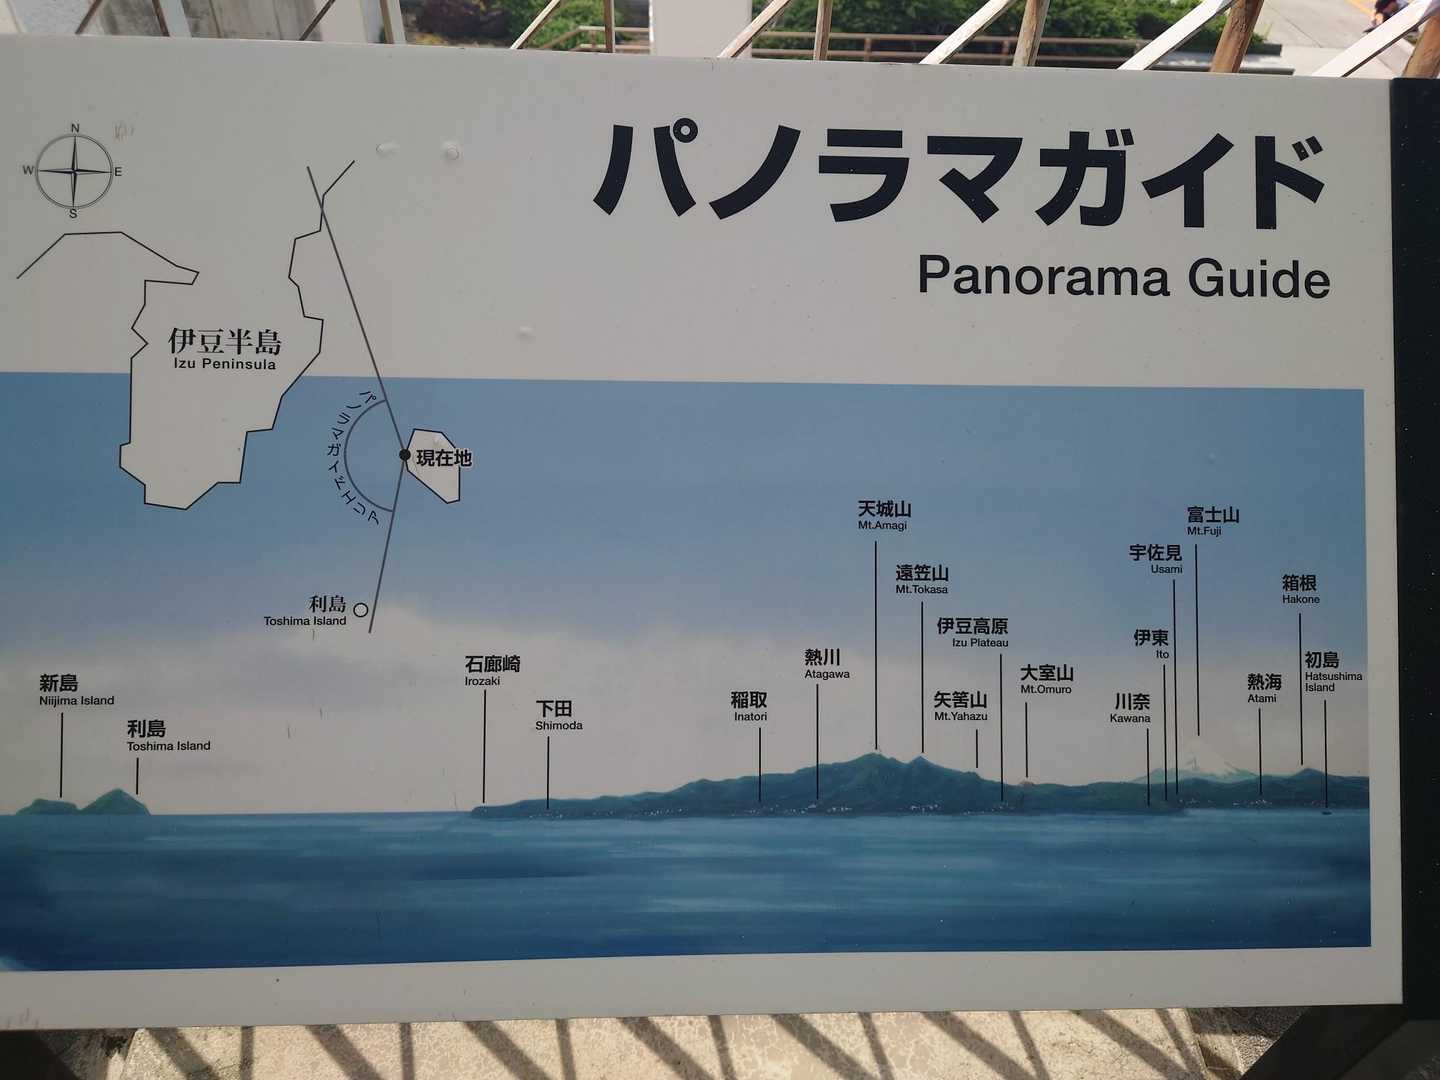 パノラマガイド
Panorama Guide
N
W
E
S
伊豆半島
Izu Peninsula
パノラマガイドエリア
現在地
利島
Toshima Island
新島
Niijima Island
利島
Toshima Island
石廊崎
Irozaki
下田
Shimoda
稲取
Inatori
熱川
Atagawa
天城山
Mt.Amagi
遠笠山
Mt.Tokasa
伊豆高原
Izu Plateau
矢筈山
Mt.Yahazu
大室山
Mt.Omuro
川奈
Kawana
伊東
Ito
宇佐見
Usami
富士山
Mt.Fuji
熱海
Atami
箱根
Hakone
初島
Hatsushima
Island